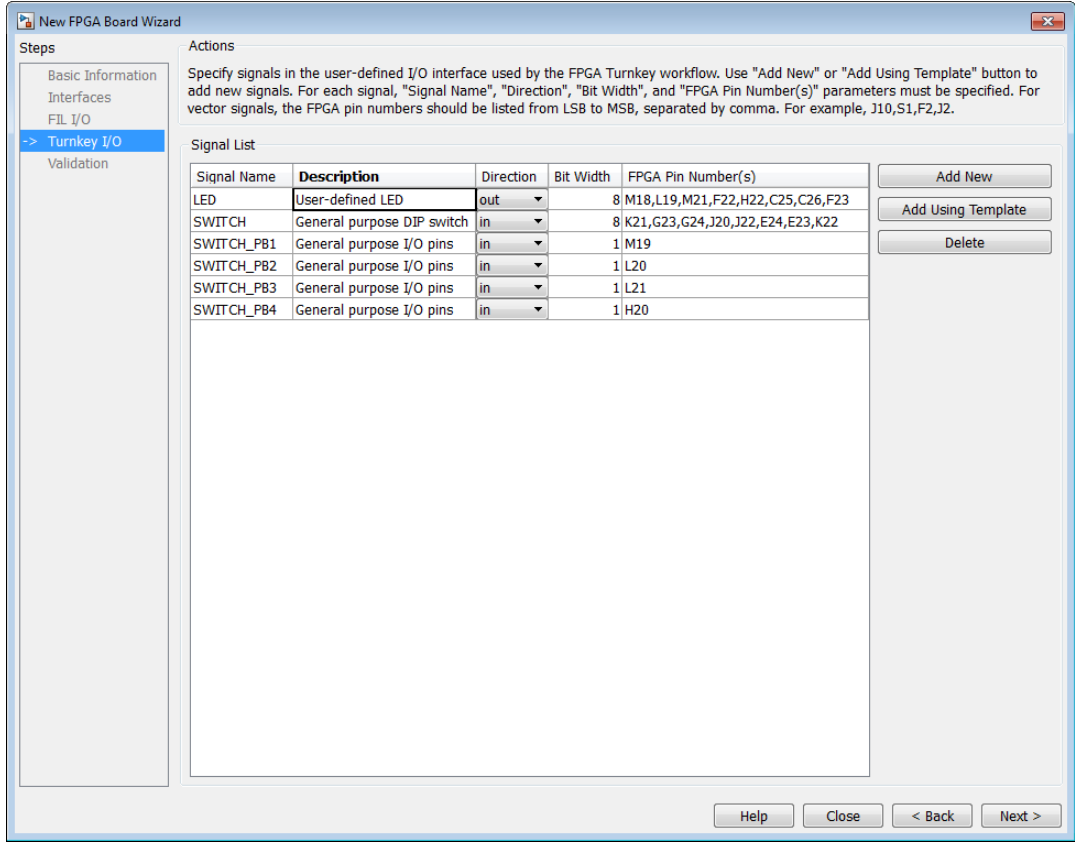 New FPGA Board Wizard
Steps
Basic Information
Interfaces
FIL I/O
-> Turnkey I/O
Validation
Actions
Specify signals in the user-defined I/O interface used by the FPGA Turnkey workflow. Use "Add New" or "Add Using Template" button to
add new signals. For each signal, "Signal Name", "Direction", "Bit Width", and "FPGA Pin Number(s)" parameters must be specified. For
vector signals, the FPGA pin numbers should be listed from LSB to MSB, separated by comma. For example, J10,S1,F2,J2.
Signal List
Signal Name Description Direction Bit Width FPGA Pin Number(s)
LED User-defined LED out 8 M18,L19,M21,F22,H22,C25,C26,F23
SWITCH General purpose DIP switch in 8 K21,G23,G24,J20,J22,E24,E23,K22
SWITCH_PB1 General purpose I/O pins in 1 M19
SWITCH_PB2 General purpose I/O pins in 1 L20
SWITCH_PB3 General purpose I/O pins in 1 L21
SWITCH_PB4 General purpose I/O pins in 1 H20
Add New
Add Using Template
Delete
Help Close < Back Next >